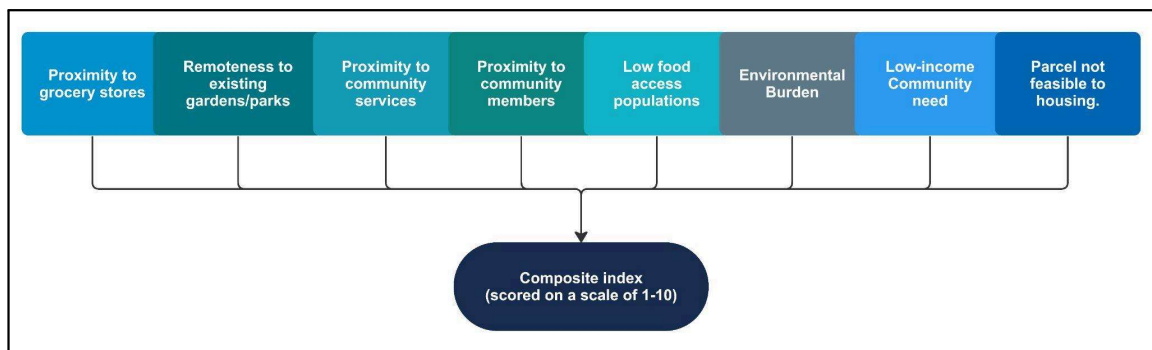 Proximity to
grocery stores
Remoteness to
existing
gardens/parks
Proximity to
community
services
Proximity to
community
members
Low food
access
populations
Environmental
Burden
Low-income
Community
need
Parcel not
feasible to
housing.
Composite index
(scored on a scale of 1-10)